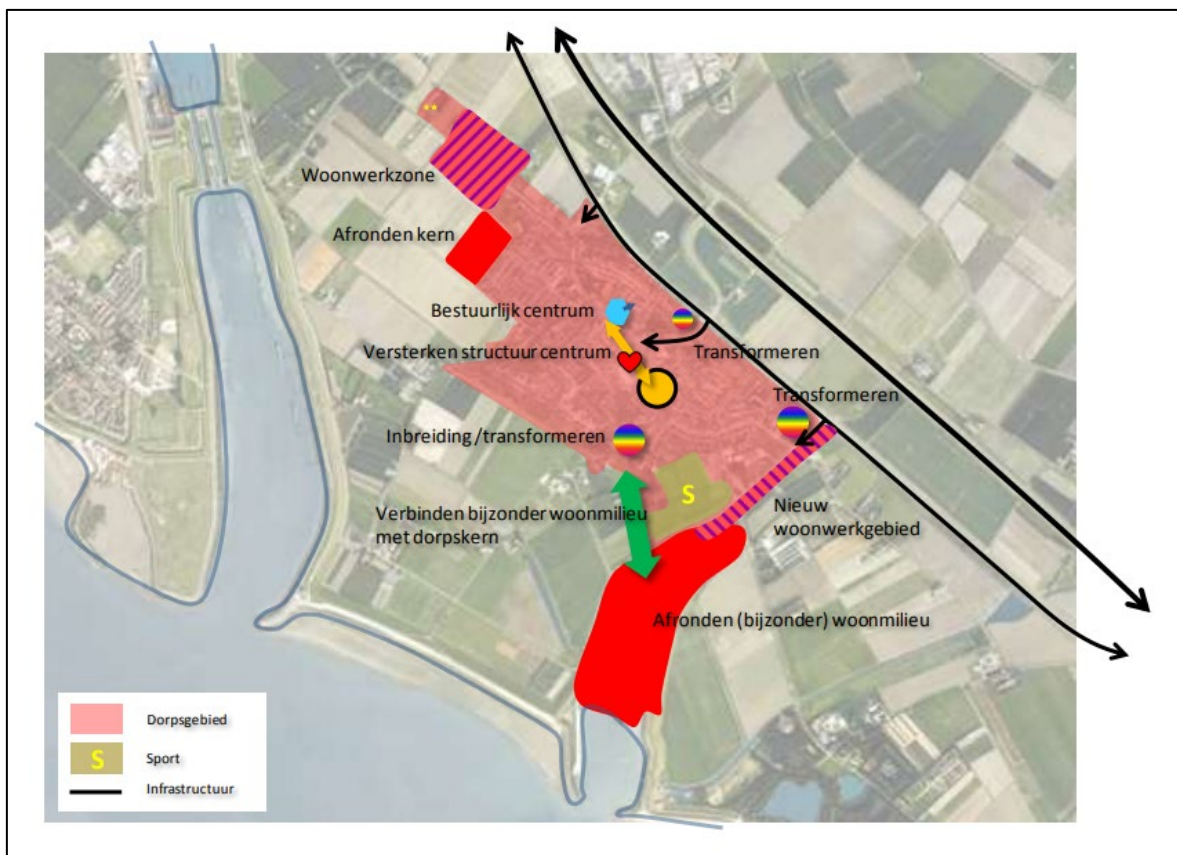 Woonwerkzone
Afronden kern
Bestuurlijk centrum
Versterken structuur centrum
Transformeren
Transformeren
Inbreiding/transformeren
S
Verbinden bijzonder woonmilieu
met dorpskern
Nieuw
woonwerkgebied
Afronden (bijzonder) woonmilieu
Dorpsgebied
S
Sport
Infrastructuur